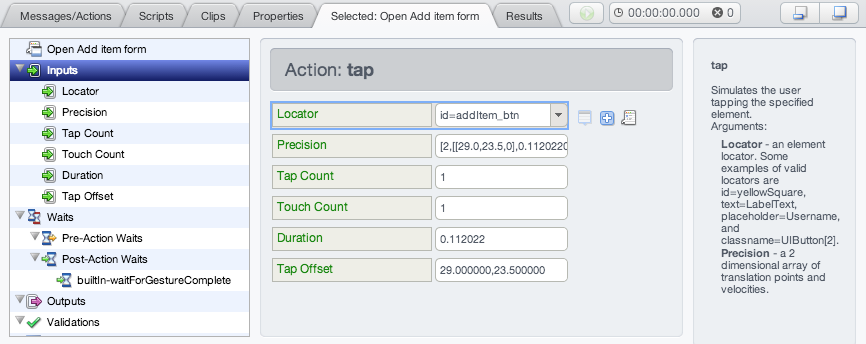 Messages/Actions Scripts Clips Properties Selected: Open Add item form Results 00:00:00.000 0
Open Add item form
Inputs
Locator
Precision
Tap Count
Touch Count
Duration
Tap Offset
Waits
Pre-Action Waits
Post-Action Waits
builtIn-waitForGestureComplete
Outputs
Validations
Action: tap
Locator id=addItem_btn
Precision [2,[[29.0,23.5,0],0.1120220
Tap Count 1
Touch Count 1
Duration 0.112022
Tap Offset 29.000000,23.500000
tap
Simulates the user
tapping the specified
element.
Arguments:
Locator - an element
locator. Some
examples of valid
locators are
id=yellowSquare,
text=LabelText,
placeholder=Username,
and
classname=UIButton[2].
Precision - a 2
dimensional array of
translation points and
velocities.